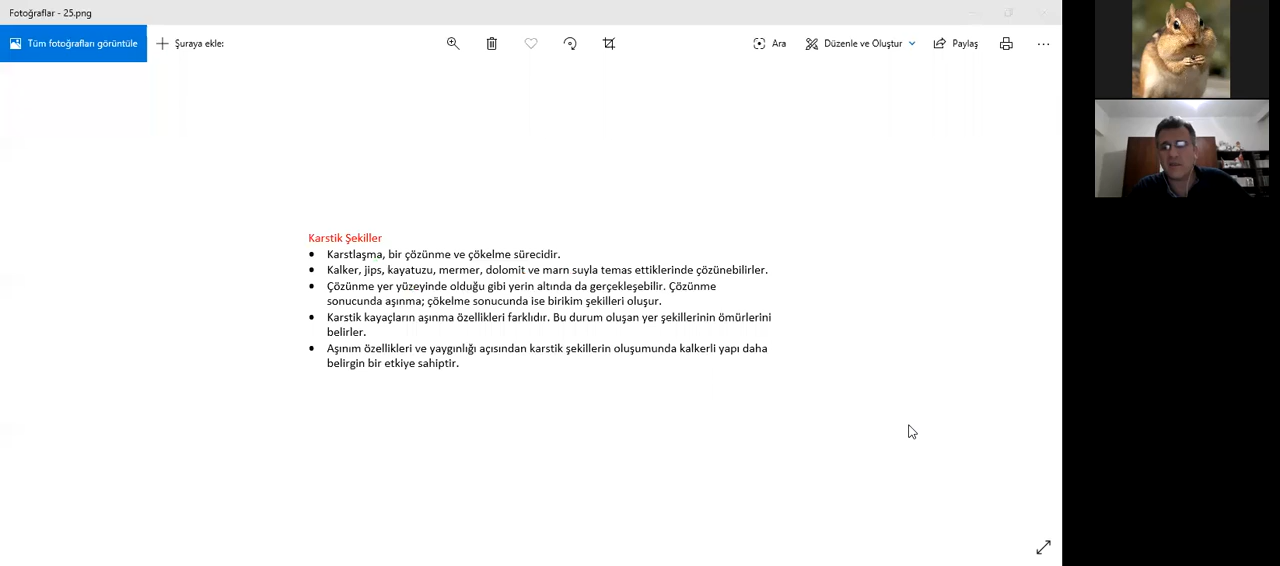 Fotoğraflar - 25.png
Tüm fotoğrafları görüntüle
Şuraya ekle:
Ara
Düzenle ve Oluştur
Paylaş
Karstik Şekiller
• Karstlaşma, bir çözünme ve çökelme sürecidir.
• Kalker, jips, kayatuzu, mermer, dolomit ve marn suyla temas ettiklerinde çözünebilirler.
• Çözünme yer yüzeyinde olduğu gibi yerin altında da gerçekleşebilir. Çözünme
sonucunda aşınma; çökelme sonucunda ise birikim şekilleri oluşur.
• Karstik kayaçların aşınma özellikleri farklıdır. Bu durum oluşan yer şekillerinin ömürlerini
belirler.
• Aşınım özellikleri ve yaygınlığı açısından karstik şekillerin oluşumunda kalkerli yapı daha
belirgin bir etkiye sahiptir.